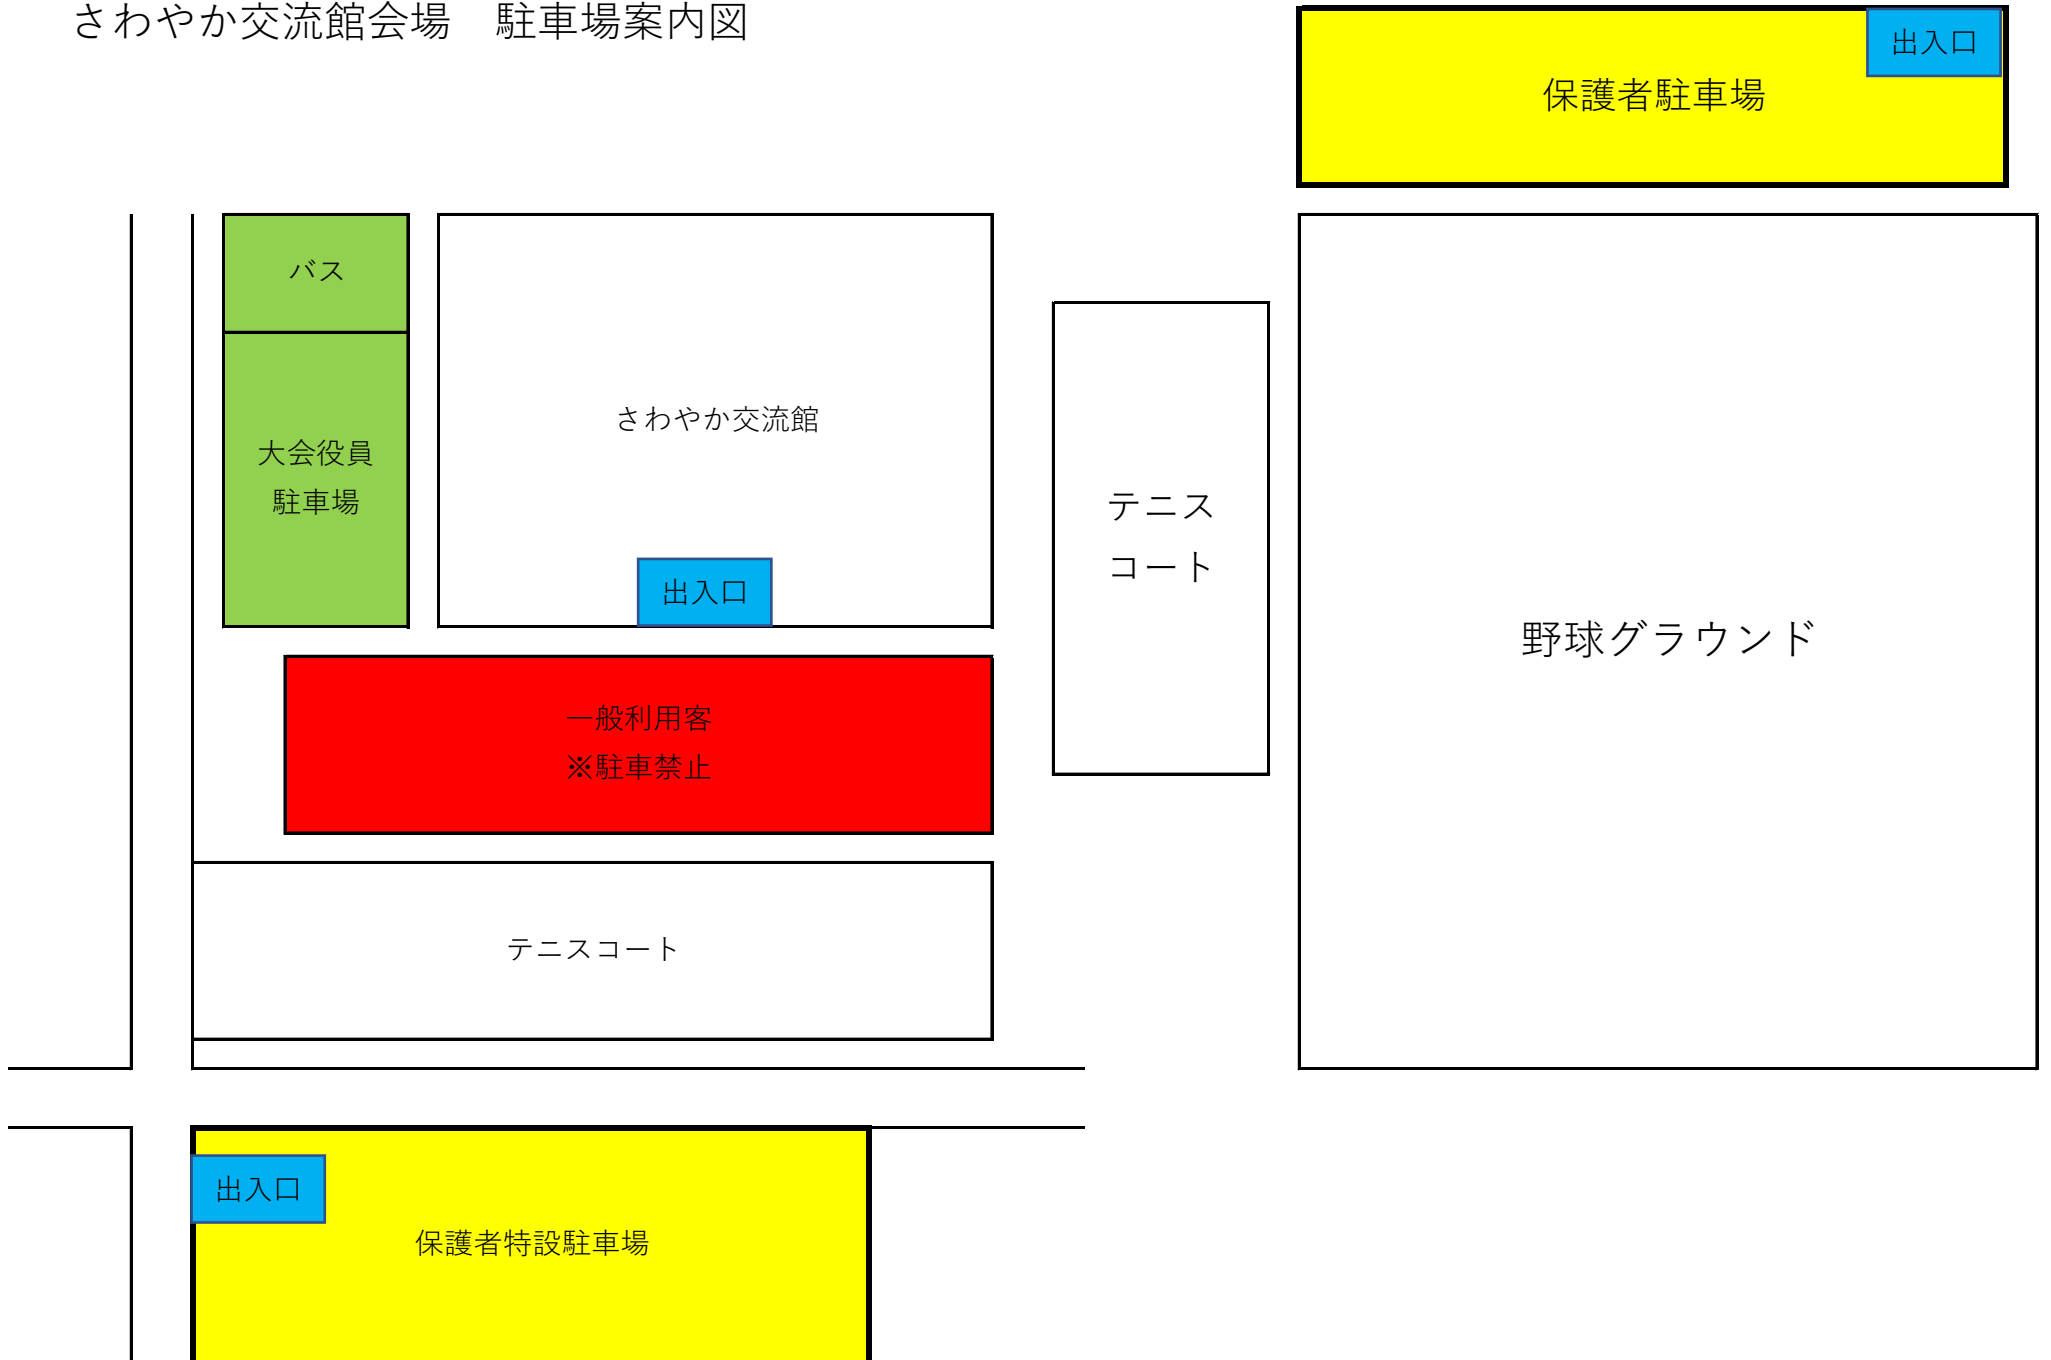 さわやか交流館会場　駐車場案内図
出入口
保護者駐車場
バス
大会役員
駐車場
さわやか交流館
出入口
テニス
コート
野球グラウンド
一般利用客
※駐車禁止
テニスコート
出入口
保護者特設駐車場